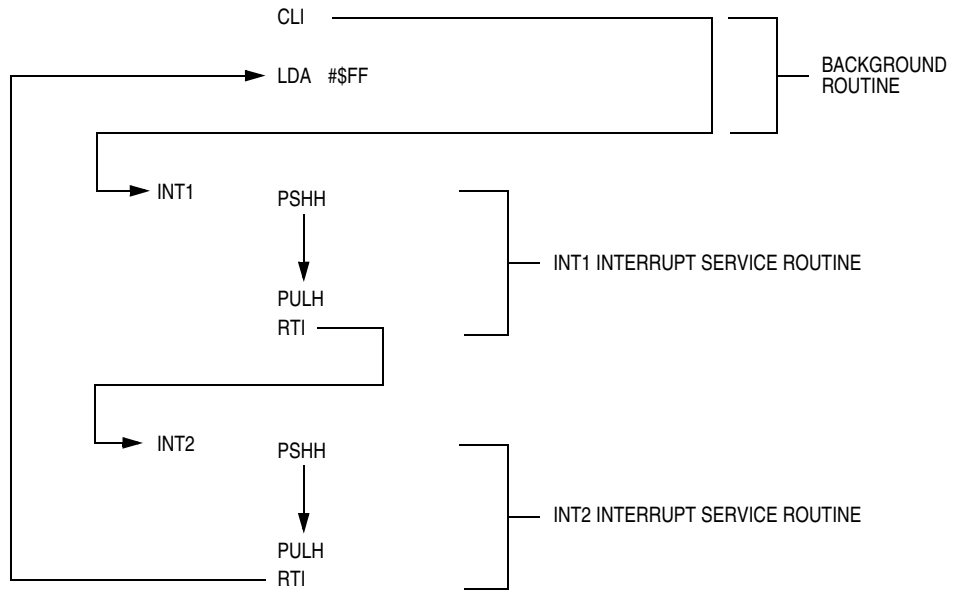 CLI
LDA #$FF
BACKGROUND
ROUTINE
INT1
PSHH
INT1 INTERRUPT SERVICE ROUTINE
PULH
RTI
INT2
PSHH
INT2 INTERRUPT SERVICE ROUTINE
PULH
RTI